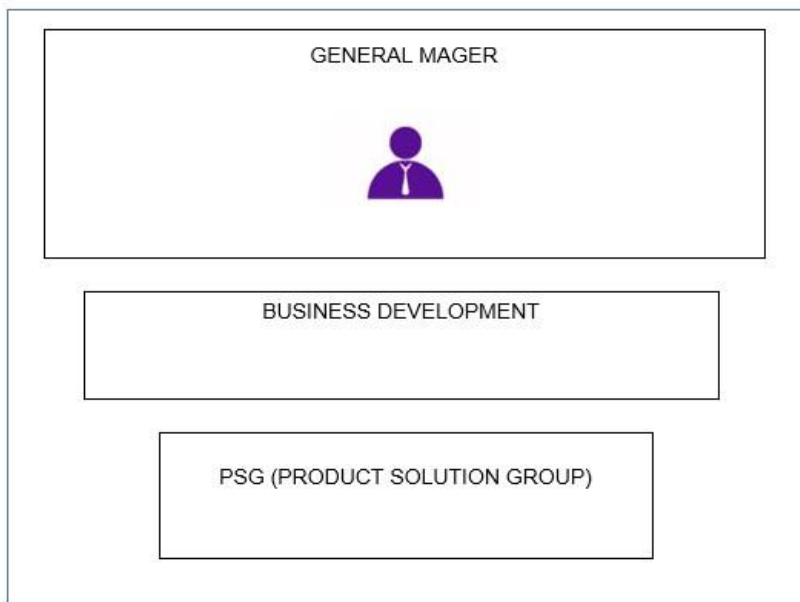 GENERAL MAGER
BUSINESS DEVELOPMENT
PSG (PRODUCT SOLUTION GROUP)